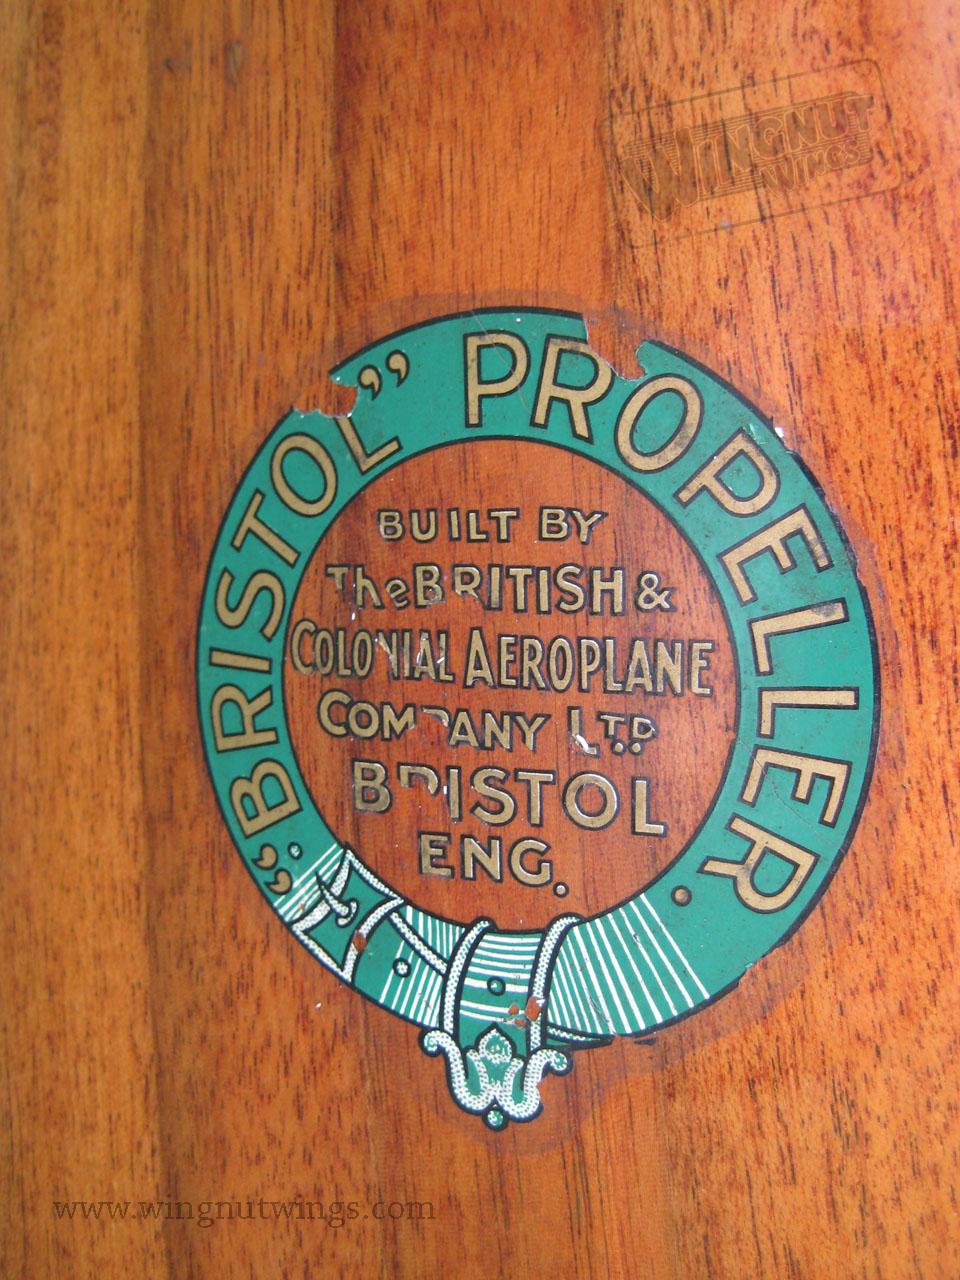 WINGNUT
WINGS
"BRISTOL" PROPELLER.
BUILT BY
The BRITISH &
COLONIAL AEROPLANE
COMPANY LTD.
BRISTOL
ENG.
www.wingnutwings.com